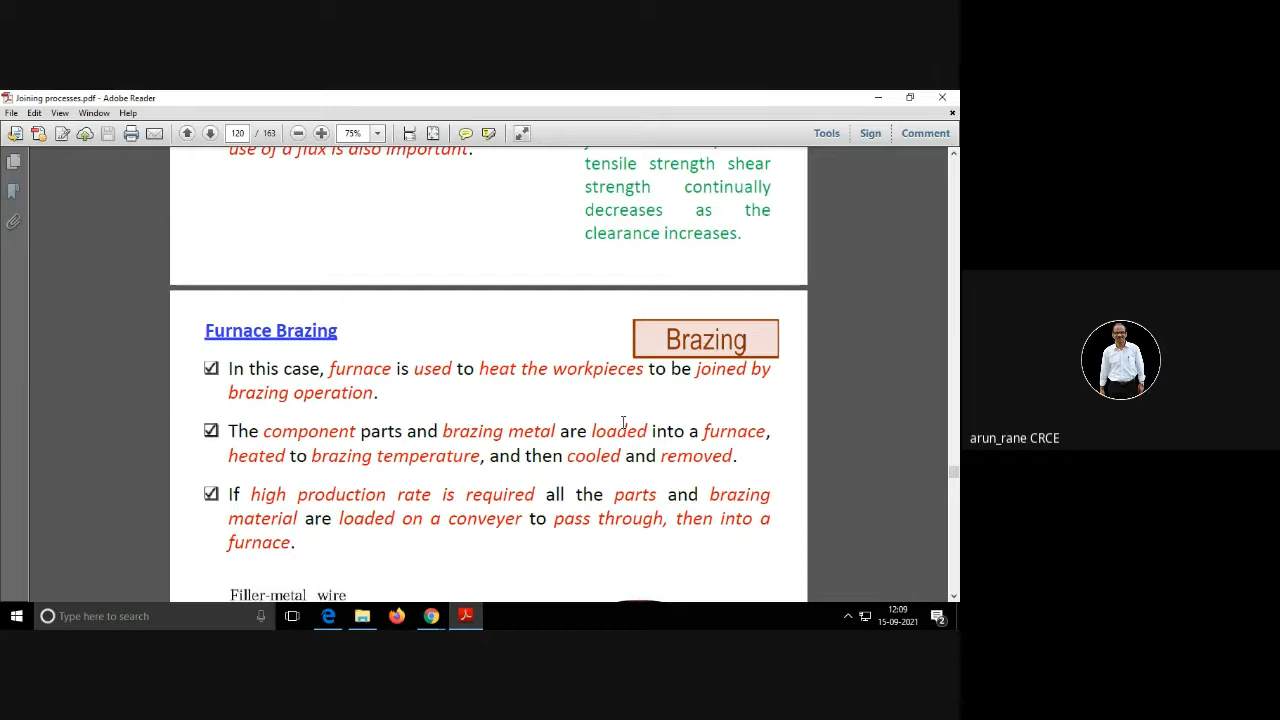 Joining processes.pdf - Adobe Reader
File Edit View Window Help
120 / 163 75% Tools Sign Comment
use of a flux is also important.
tensile strength shear
strength continually
decreases as the
clearance increases.
Furnace Brazing
Brazing
In this case, furnace is used to heat the workpieces to be joined by
brazing operation.
The component parts and brazing metal are loaded into a furnace,
heated to brazing temperature, and then cooled and removed.
If high production rate is required all the parts and brazing
material are loaded on a conveyer to pass through, then into a
furnace.
Filler-metal wire
arun_rane CRCE
Type here to search
12:09
15-09-2021
2